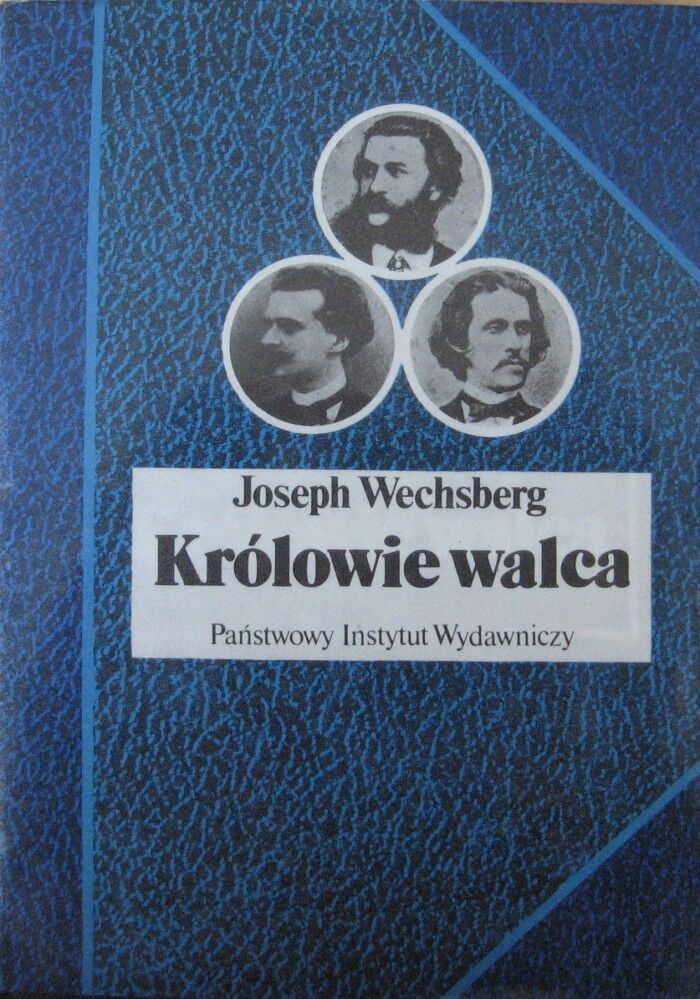 Joseph Wechsberg
Królowie walca
Państwowy Instytut Wydawniczy